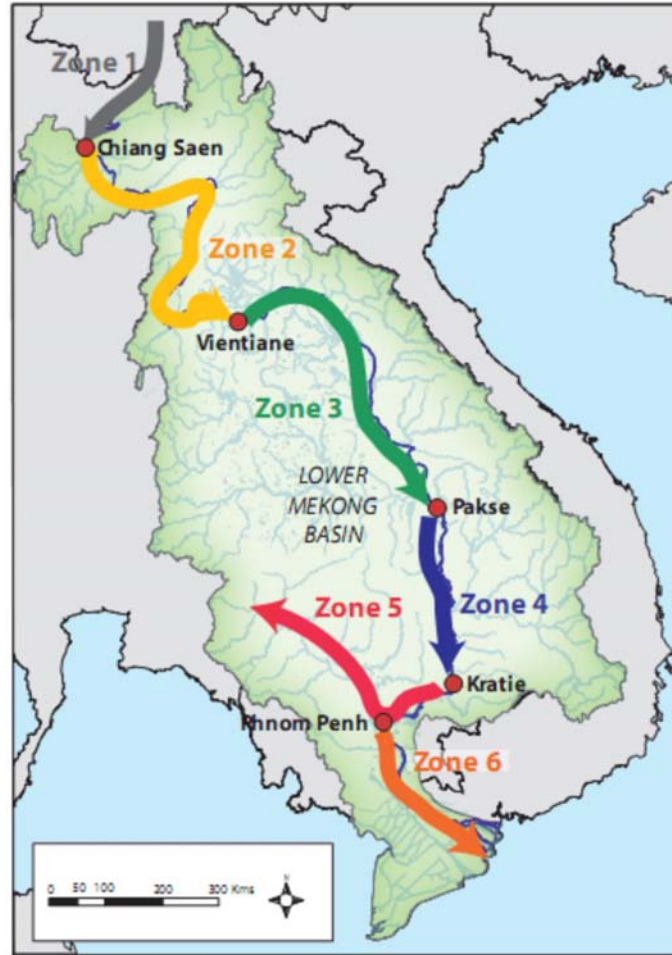 Zone 1
Chiang Saen
Zone 2
Vientiane
Zone 3
LOWER
MEKONG
BASIN
Pakse
Zone 5
Zone 4
Kratie
Phnom Penh
Zone 6
0 50 100 200 300 Kms
N